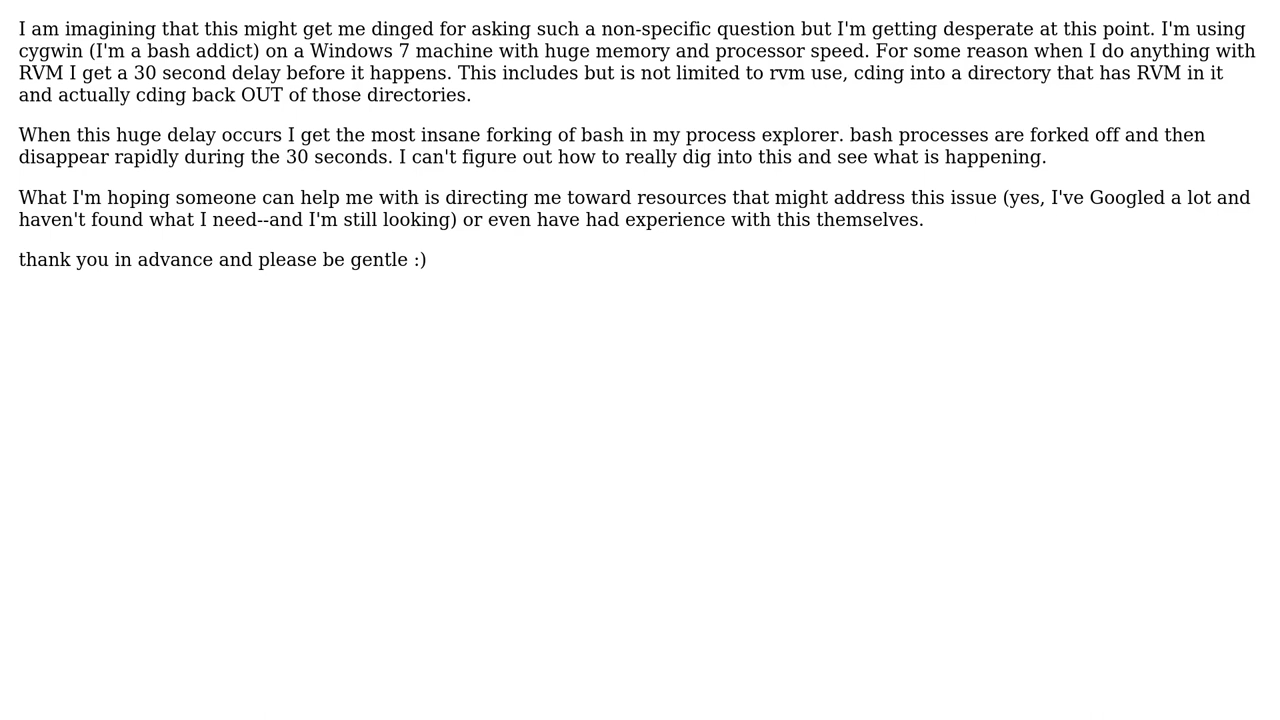 I am imagining that this might get me dinged for asking such a non-specific question but I'm getting desperate at this point. I'm using
cygwin (I'm a bash addict) on a Windows 7 machine with huge memory and processor speed. For some reason when I do anything with
RVM I get a 30 second delay before it happens. This includes but is not limited to rvm use, cding into a directory that has RVM in it
and actually cding back OUT of those directories.
When this huge delay occurs I get the most insane forking of bash in my process explorer. bash processes are forked off and then
disappear rapidly during the 30 seconds. I can't figure out how to really dig into this and see what is happening.
What I'm hoping someone can help me with is directing me toward resources that might address this issue (yes, I've Googled a lot and
haven't found what I need--and I'm still looking) or even have had experience with this themselves.
thank you in advance and please be gentle :)